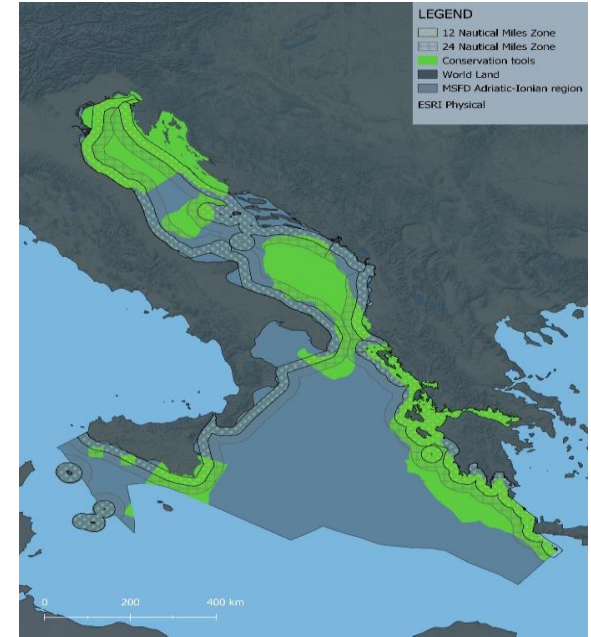 LEGEND
12 Nautical Miles Zone
24 Nautical Miles Zone
Conservation tools
World Land
MSFD Adriatic-Ionian region
ESRI Physical
0 200 400 km